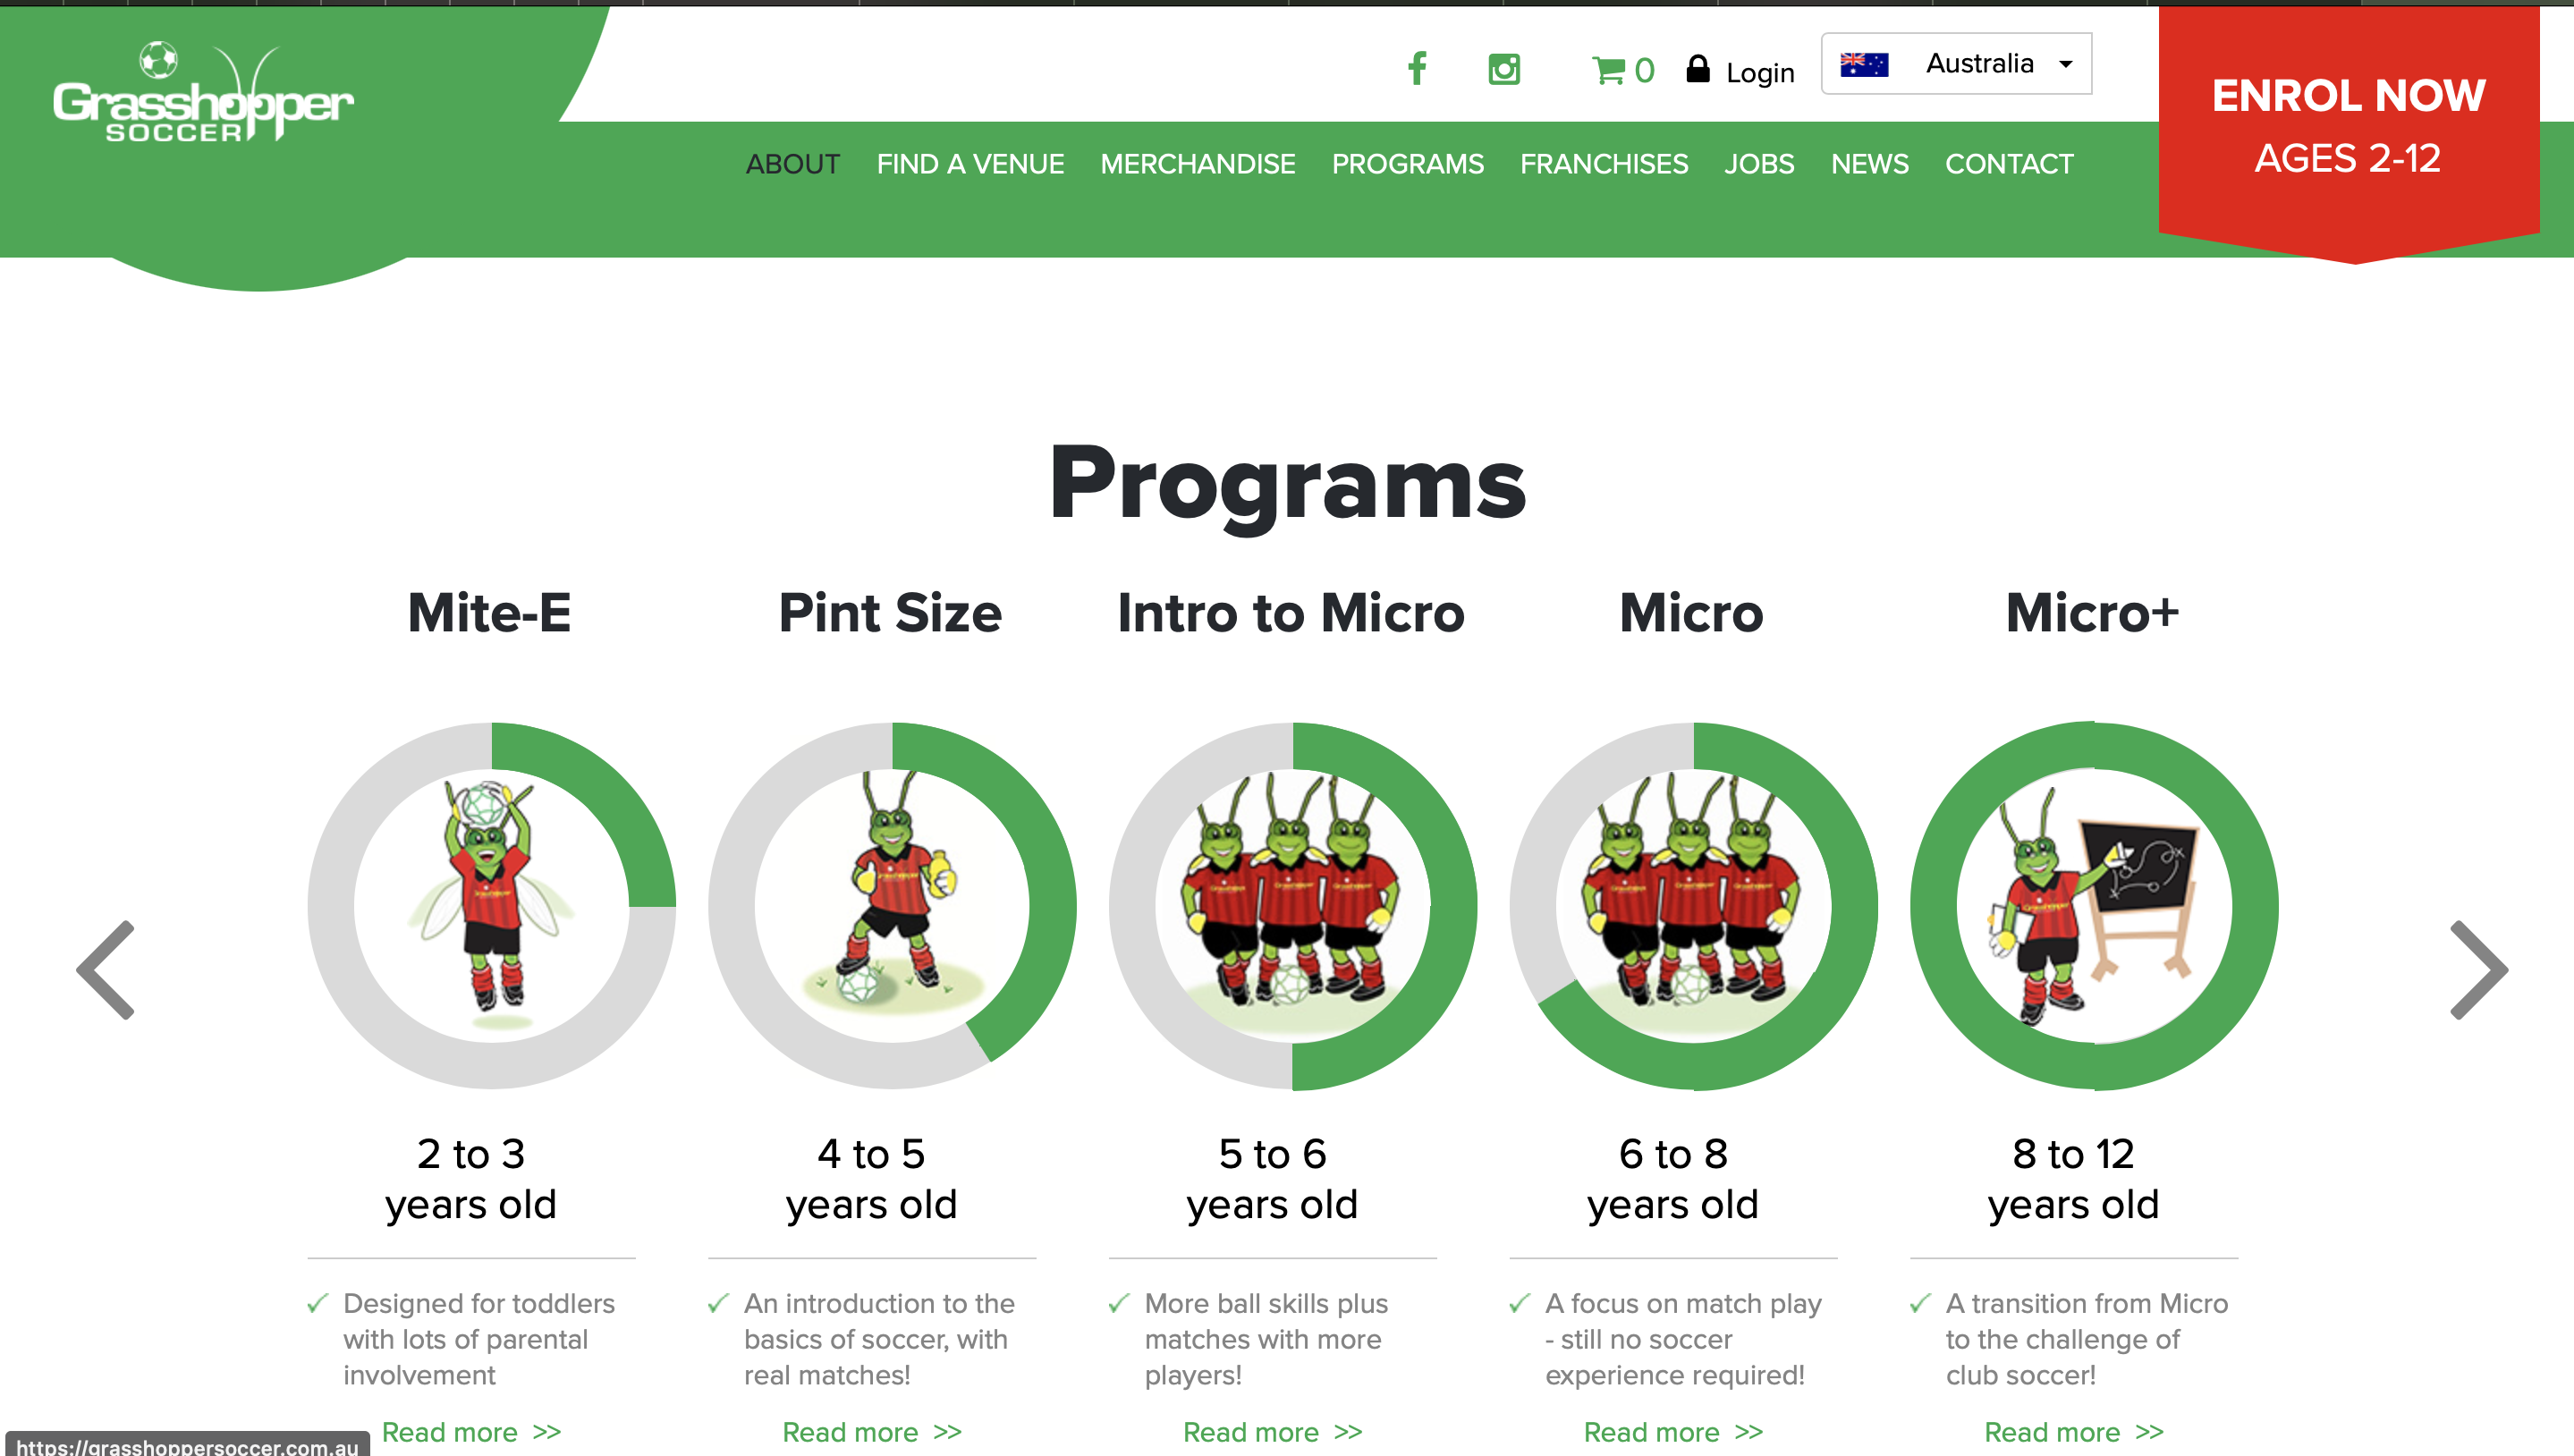 Grasshopper
SOCCER
0
Login
Australia
ENROL NOW
AGES 2-12
ABOUT
FIND A VENUE
MERCHANDISE
PROGRAMS
FRANCHISES
JOBS
NEWS
CONTACT
Programs
Mite-E
2 to 3
years old
Designed for toddlers
with lots of parental
involvement
Read more >>
Pint Size
4 to 5
years old
An introduction to the
basics of soccer, with
real matches!
Read more >>
Intro to Micro
5 to 6
years old
More ball skills plus
matches with more
players!
Read more >>
Micro
6 to 8
years old
A focus on match play
- still no soccer
experience required!
Read more >>
Micro+
8 to 12
years old
A transition from Micro
to the challenge of
club soccer!
Read more >>
https://grasshoppersoccer.com.au